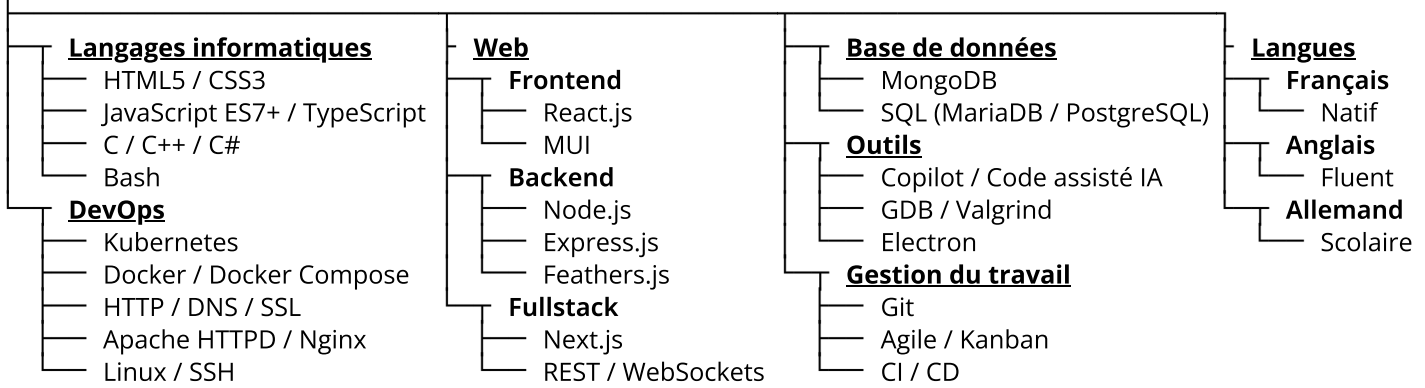 Langages informatiques
HTML5 / CSS3
JavaScript ES7+ / TypeScript
C / C++ / C#
Bash
DevOps
Kubernetes
Docker / Docker Compose
HTTP / DNS / SSL
Apache HTTPD / Nginx
Linux / SSH
Web
Frontend
React.js
MUI
Backend
Node.js
Express.js
Feathers.js
Fullstack
Next.js
REST / WebSockets
Base de données
MongoDB
SQL (MariaDB / PostgreSQL)
Outils
Copilot / Code assisté IA
GDB / Valgrind
Electron
Gestion du travail
Git
Agile / Kanban
CI / CD
Langues
Français
Natif
Anglais
Fluent
Allemand
Scolaire